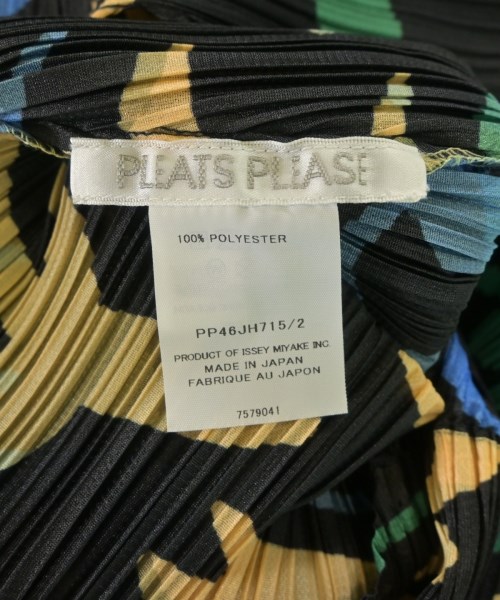 PLEATS PLEASE
100% POLYESTER
PP46JH715/2
PRODUCT OF ISSEY MIYAKE INC.
MADE IN JAPAN
FABRIQUE AU JAPON
7579041